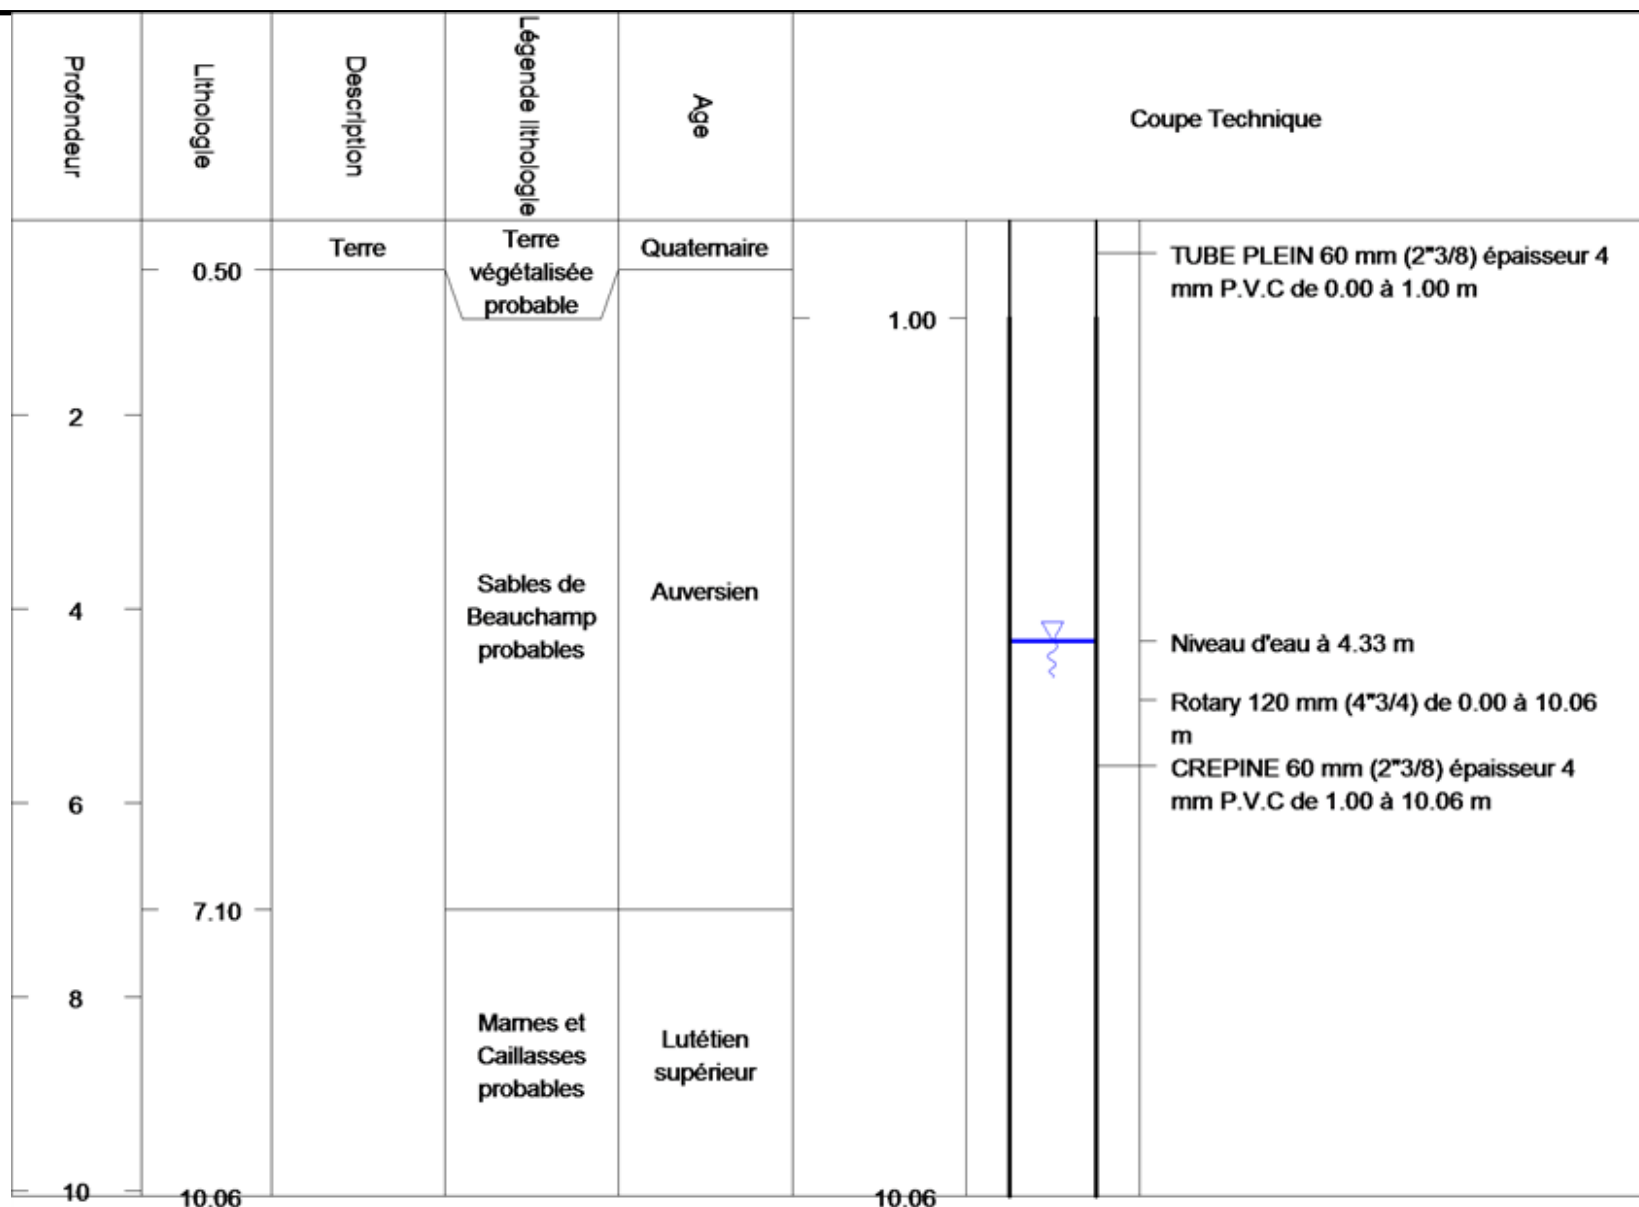 Profondeur
Lithologie
Description
Légende lithologie
Age
Coupe Technique
Terre
Terre
végétalisée
probable
Quaternaire
0.50
TUBE PLEIN 60 mm (2"3/8) épaisseur 4
mm P.V.C de 0.00 à 1.00 m
1.00
2
Sables de
Beauchamp
probables
Auversien
4
Niveau d'eau à 4.33 m
Rotary 120 mm (4"3/4) de 0.00 à 10.06
m
CREPINE 60 mm (2"3/8) épaisseur 4
mm P.V.C de 1.00 à 10.06 m
6
7.10
8
Marnes et
Caillasses
probables
Lutétien
supérieur
10
10.06
10.06